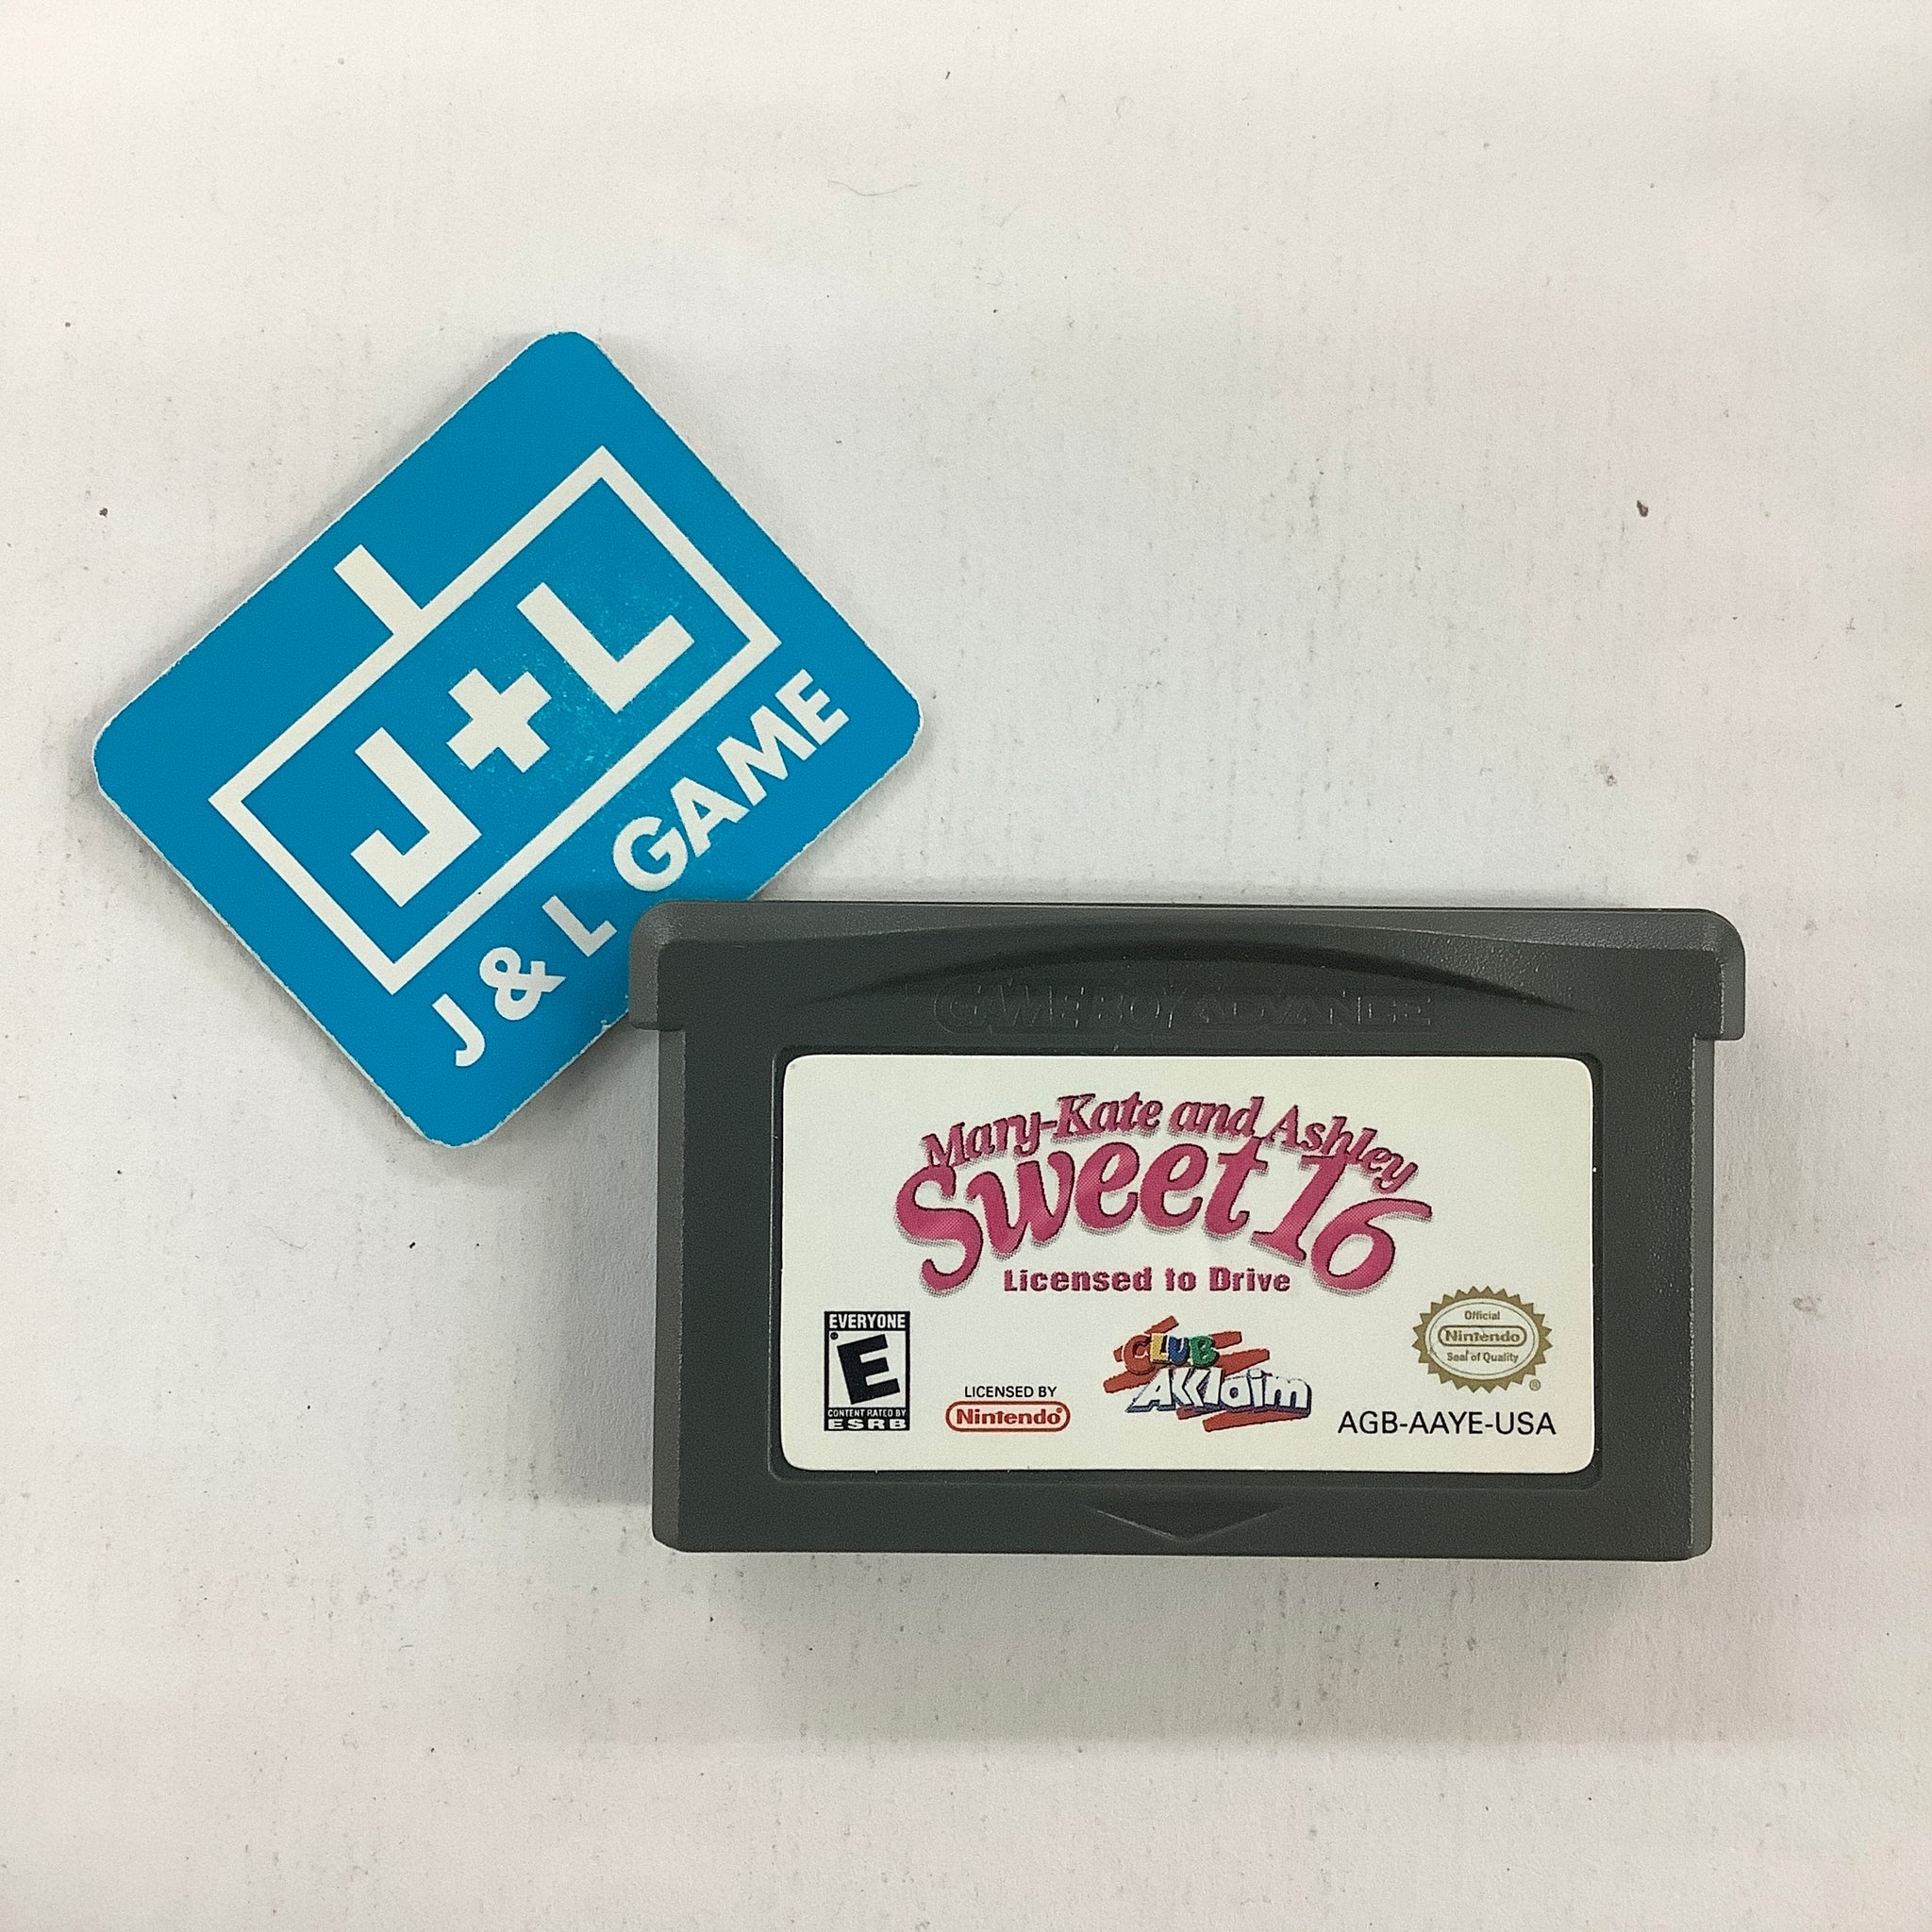 J+L
J & L GAME
GAME BOY ADVANCE
Mary-Kate and Ashley
Sweet 16
Licensed to Drive
EVERYONE
E
CONTENT RATED BY
ESRB
LICENSED BY
Nintendo®
CLUB
Acclaim
Official
Nintendo
Seal of Quality
®
AGB-AAYE-USA